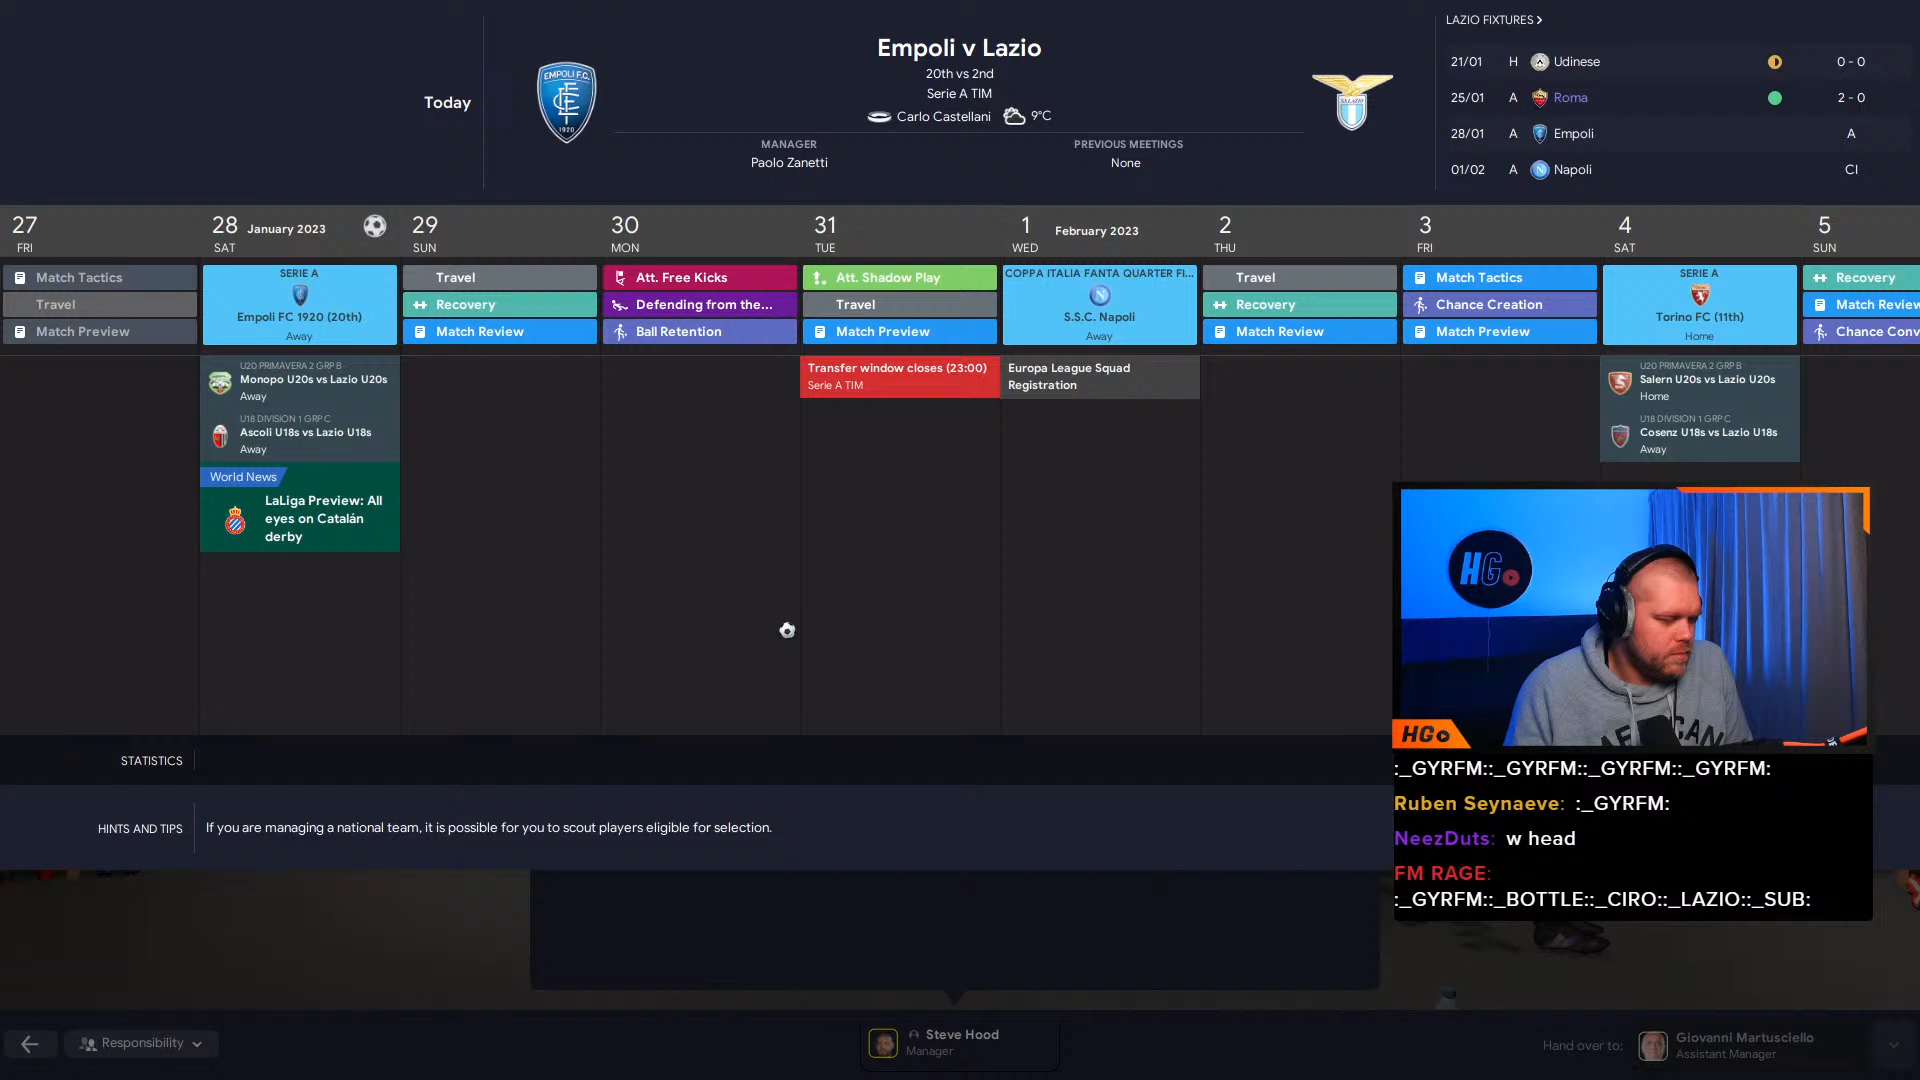 Today
EMPOLI F.C.
1920
Empoli v Lazio
20th vs 2nd
Serie A TIM
Carlo Castellani 9°C
MANAGER
Paolo Zanetti
PREVIOUS MEETINGS
None
LAZIO FIXTURES
21/01 H Udinese 0 - 0
25/01 A Roma 2 - 0
28/01 A Empoli A
01/02 A Napoli CI
27 FRI
28 SAT January 2023
29 SUN
30 MON
31 TUE
1 WED February 2023
2 THU
3 FRI
4 SAT
5 SUN
Match Tactics
Travel
Match Preview
SERIE A
Empoli FC 1920 (20th)
Away
Travel
Recovery
Match Review
Att. Free Kicks
Defending from the...
Ball Retention
Att. Shadow Play
Travel
Match Preview
COPPA ITALIA FANTA QUARTER FI...
S.S.C. Napoli
Away
Travel
Recovery
Match Review
Match Tactics
Chance Creation
Match Preview
SERIE A
Torino FC (11th)
Home
Recovery
Match Review
Chance Conv
U20 PRIMAVERA 2 GRP B
Monopo U20s vs Lazio U20s
Away
U18 DIVISION 1 GRP C
Ascoli U18s vs Lazio U18s
Away
World News
LaLiga Preview: All
eyes on Catalán
derby
Transfer window closes (23:00)
Serie A TIM
Europa League Squad
Registration
U20 PRIMAVERA 2 GRP B
Salern U20s vs Lazio U20s
Home
U18 DIVISION 1 GRP C
Cosenz U18s vs Lazio U18s
Away
HG
HG
STATISTICS
HINTS AND TIPS
If you are managing a national team, it is possible for you to scout players eligible for selection.
:_GYRFM::_GYRFM::_GYRFM::_GYRFM:
Ruben Seynaeve: :_GYRFM:
NeezDuts: w head
FM RAGE:
:_GYRFM::_BOTTLE::_CIRO::_LAZIO::_SUB:
Responsibility
Steve Hood
Manager
Hand over to:
Giovanni Martusciello
Assistant Manager